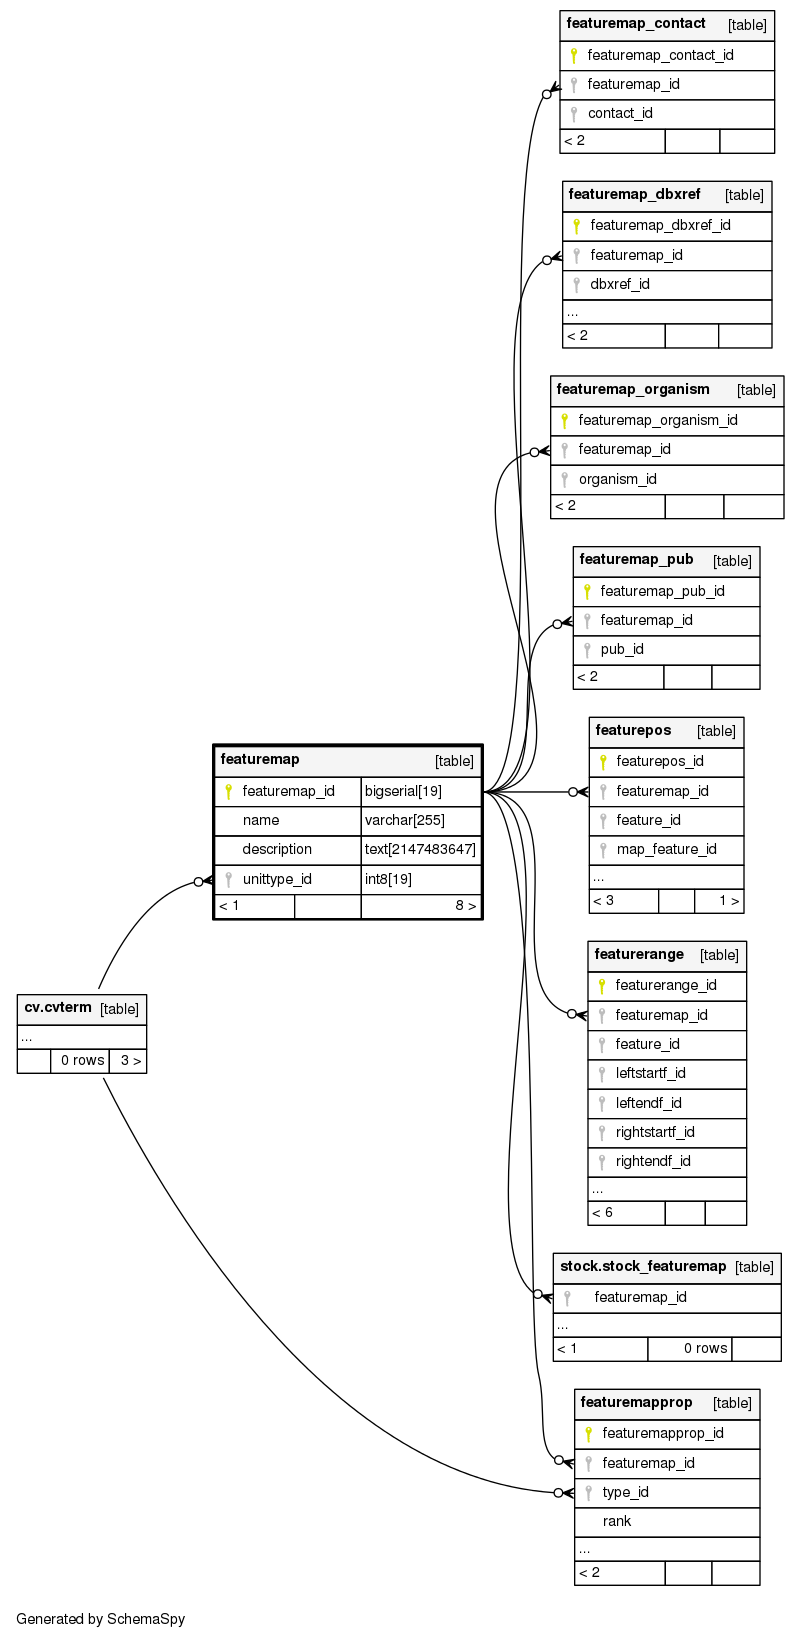 featuremap_contact [table]
featuremap_contact_id
featuremap_id
contact_id
< 2
featuremap_dbxref [table]
featuremap_dbxref_id
featuremap_id
dbxref_id
...
< 2
featuremap_organism [table]
featuremap_organism_id
featuremap_id
organism_id
< 2
featuremap_pub [table]
featuremap_pub_id
featuremap_id
pub_id
< 2
featurepos [table]
featurepos_id
featuremap_id
feature_id
map_feature_id
...
< 3 1 >
featuremap [table]
featuremap_id bigserial[19]
name varchar[255]
description text[2147483647]
unittype_id int8[19]
< 1 8 >
featurerange [table]
featurerange_id
featuremap_id
feature_id
leftstartf_id
leftendf_id
rightstartf_id
rightendf_id
...
< 6
cv.cvterm [table]
...
0 rows 3 >
stock.stock_featuremap [table]
featuremap_id
...
< 1 0 rows
featuremapprop [table]
featuremapprop_id
featuremap_id
type_id
rank
...
< 2
Generated by SchemaSpy